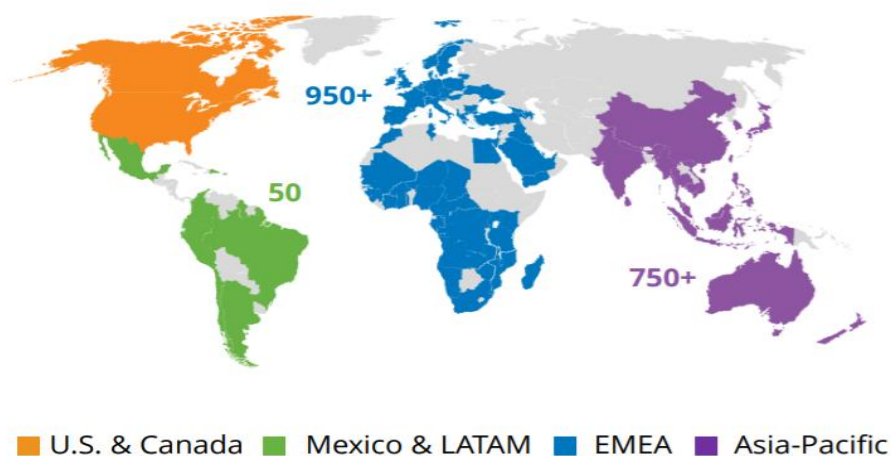 950+
50
750+
U.S. & Canada
Mexico & LATAM
EMEA
Asia-Pacific